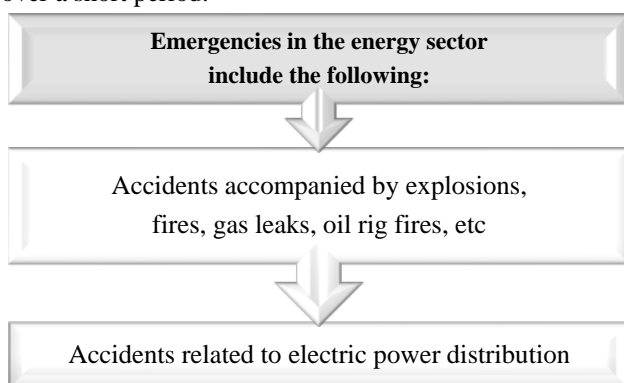 over a short period.
Emergencies in the energy sector
include the following:
Accidents accompanied by explosions,
fires, gas leaks, oil rig fires, etc
Accidents related to electric power distribution